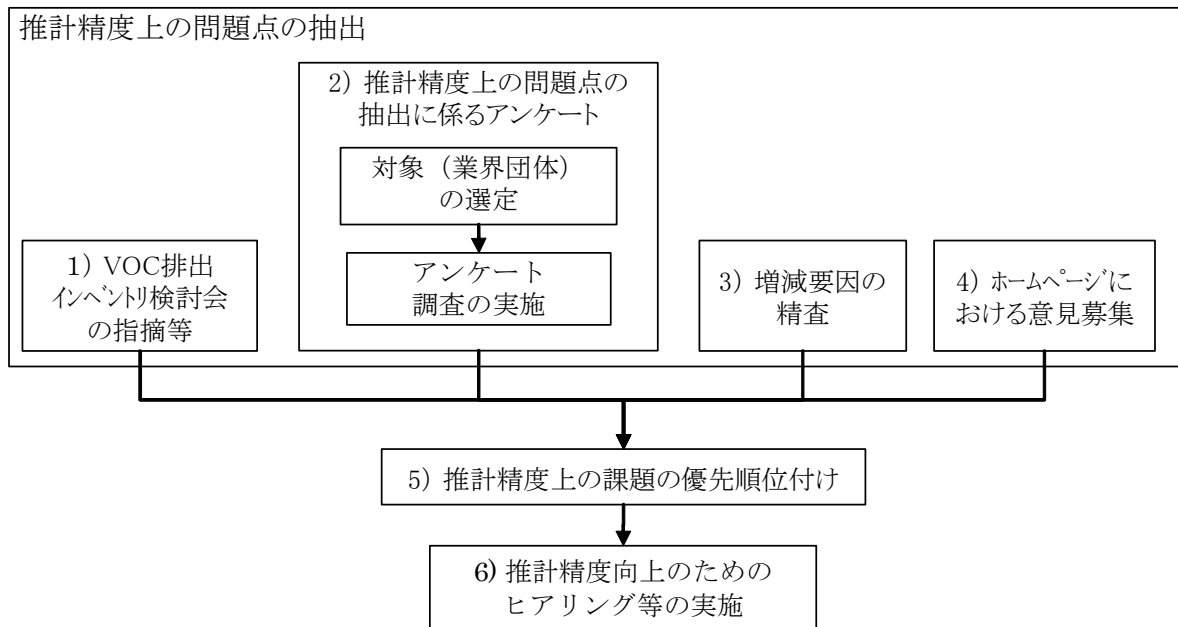 推計精度上の問題点の抽出
2) 推計精度上の問題点の
抽出に係るアンケート
対象（業界団体）
の選定
アンケート
調査の実施
1) VOC排出
インベントリ検討会
の指摘等
3) 増減要因の
精査
4) ホームページに
おける意見募集
5) 推計精度上の課題の優先順位付け
6) 推計精度向上のための
ヒアリング等の実施